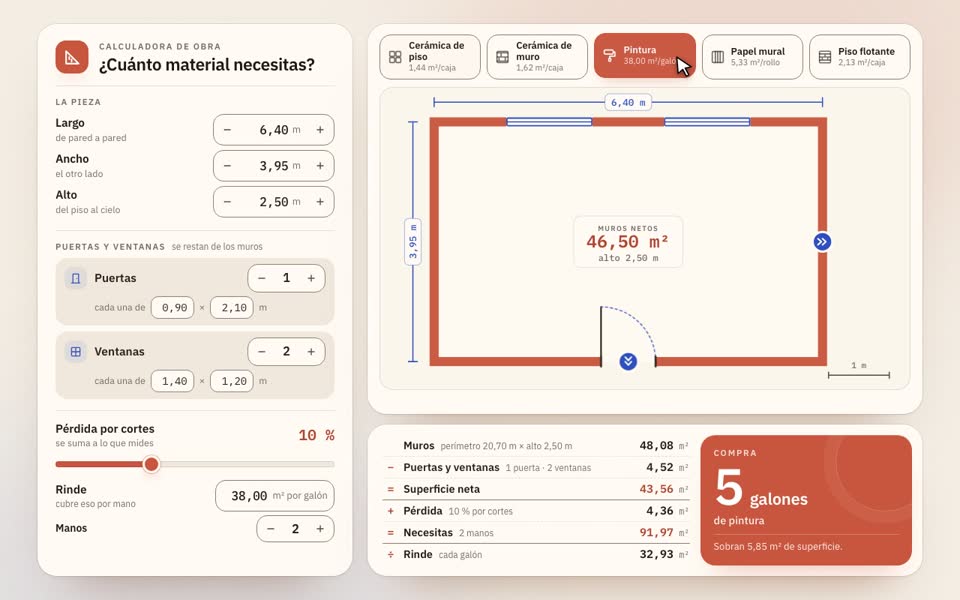 CALCULADORA DE OBRA
¿Cuánto material necesitas?
LA PIEZA
Largo
de pared a pared
− 6,40 m +
Ancho
el otro lado
− 3,95 m +
Alto
del piso al cielo
− 2,50 m +
PUERTAS Y VENTANAS se restan de los muros
Puertas
− 1 +
cada una de 0,90 × 2,10 m
Ventanas
− 2 +
cada una de 1,40 × 1,20 m
Pérdida por cortes
se suma a lo que mides
10 %
Rinde
cubre eso por mano
38,00 m² por galón
Manos
− 2 +
Cerámica de
piso
1,44 m²/caja
Cerámica de
muro
1,62 m²/caja
Pintura
38,00 m²/galó
Papel mural
5,33 m²/rollo
Piso flotante
2,13 m²/caja
6,40 m
3,95 m
MUROS NETOS
46,50 m²
alto 2,50 m
1 m
Muros perímetro 20,70 m × alto 2,50 m 48,08 m²
− Puertas y ventanas 1 puerta · 2 ventanas 4,52 m²
= Superficie neta 43,56 m²
+ Pérdida 10 % por cortes 4,36 m²
= Necesitas 2 manos 91,97 m²
÷ Rinde cada galón 32,93 m²
COMPRA
5 galones
de pintura
Sobran 5,85 m² de superficie.